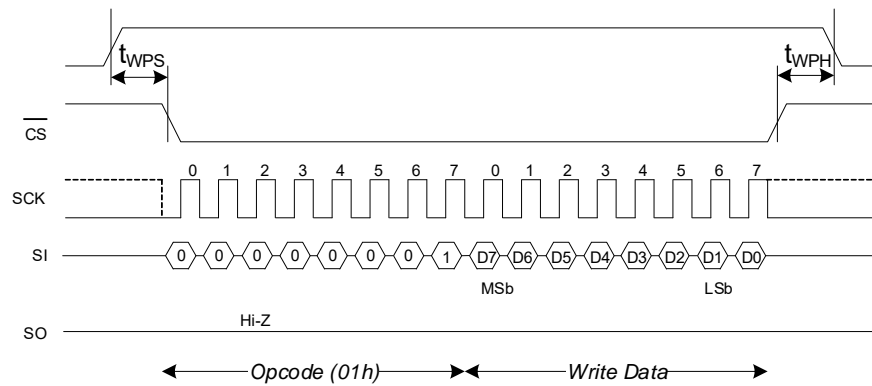 tWPS
tWPH
CS
0 1 2 3 4 5 6 7 0 1 2 3 4 5 6 7
SCK
SI 0 0 0 0 0 0 0 1 D7 D6 D5 D4 D3 D2 D1 D0
MSb LSb
Hi-Z
SO
Opcode (01h) Write Data